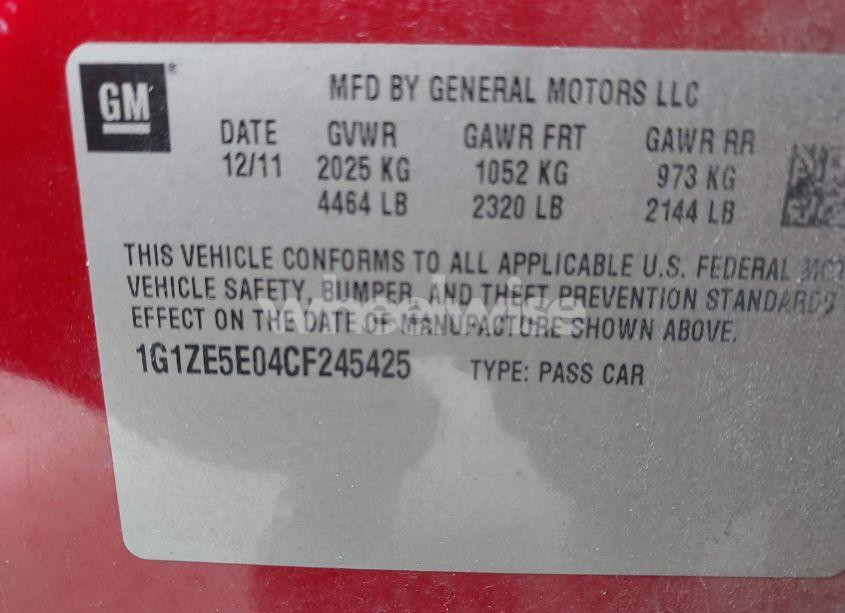 GM®
MFD BY GENERAL MOTORS LLC
DATE GVWR GAWR FRT GAWR RR
12/11 2025 KG 1052 KG 973 KG
4464 LB 2320 LB 2144 LB
THIS VEHICLE CONFORMS TO ALL APPLICABLE U.S. FEDERAL
VEHICLE SAFETY, BUMPER, AND THEFT PREVENTION STANDARDS
EFFECT ON THE DATE OF MANUFACTURE SHOWN ABOVE.
wheelwise
1G1ZE5E04CF245425 TYPE: PASS CAR